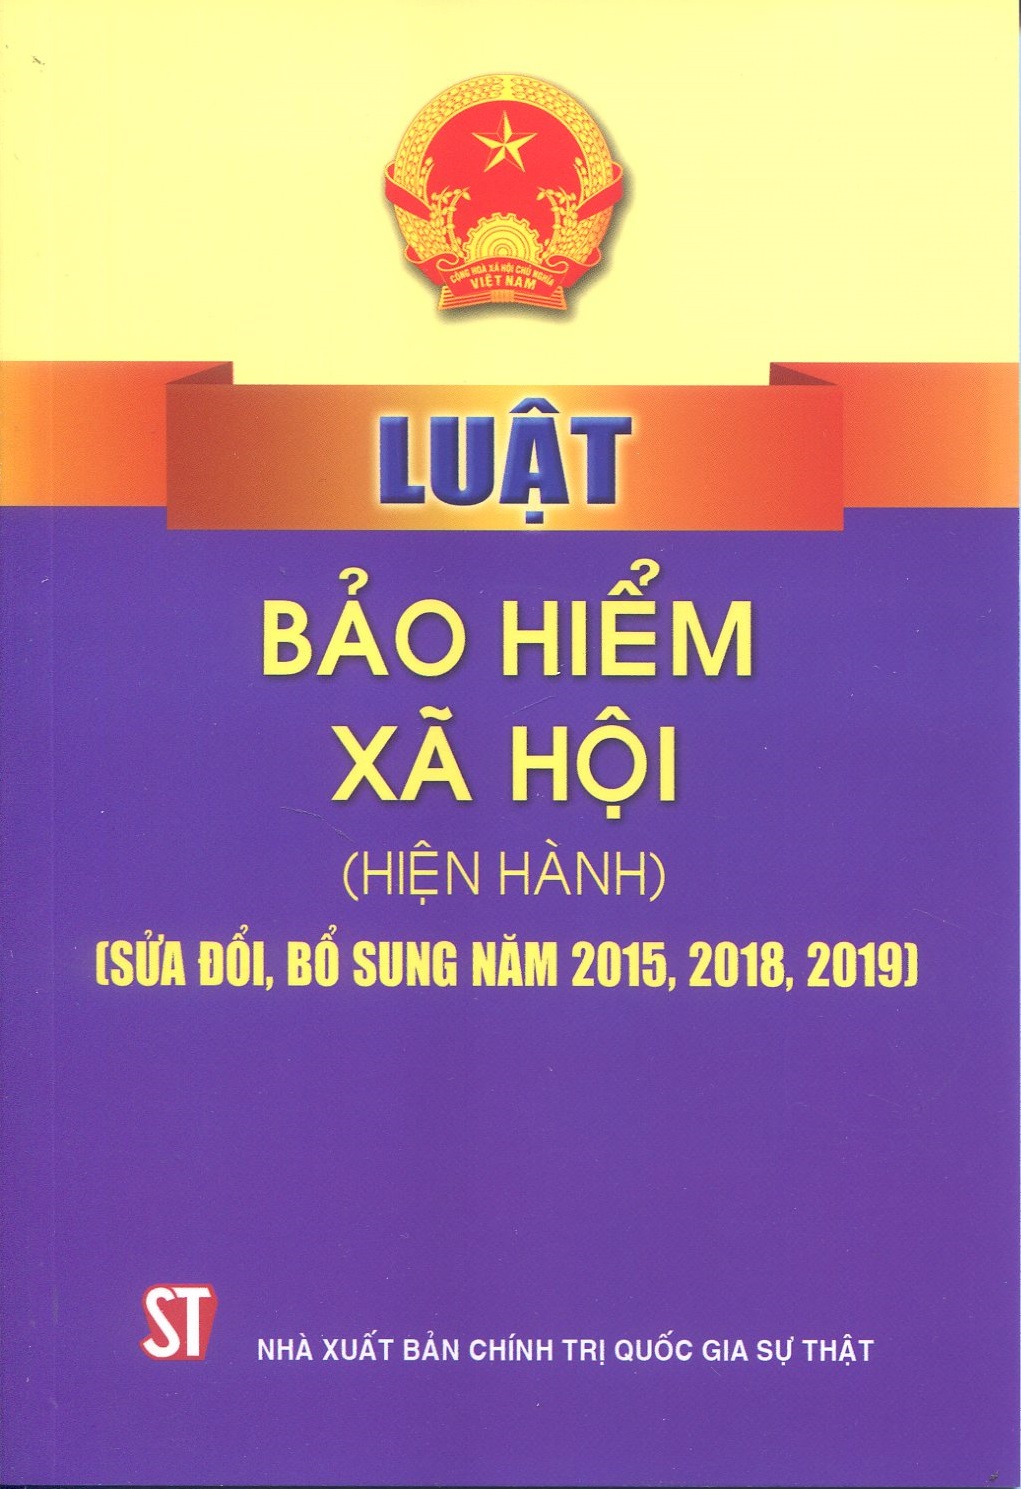 CỘNG HOÀ XÃ HỘI CHỦ NGHĨA
VIỆT NAM
LUẬT
BẢO HIỂM
XÃ HỘI
(HIỆN HÀNH)
(SỬA ĐỔI, BỔ SUNG NĂM 2015, 2018, 2019)
ST
NHÀ XUẤT BẢN CHÍNH TRỊ QUỐC GIA SỰ THẬT